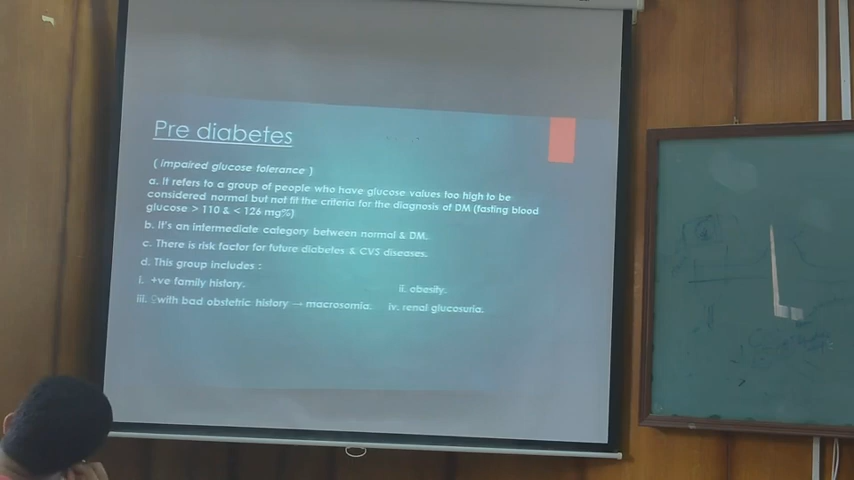 Pre diabetes
( impaired glucose tolerance )
a. It refers to a group of people who have glucose values too high to be
considered normal but not fit the criteria for the diagnosis of DM (fasting blood
glucose > 110 & < 126 mg%)
b. It's an intermediate category between normal & DM.
c. There is risk factor for future diabetes & CVS diseases.
d. This group includes :
i. +ve family history. ii. obesity.
iii. ♀with bad obstetric history → macrosomia. iv. renal glucosuria.